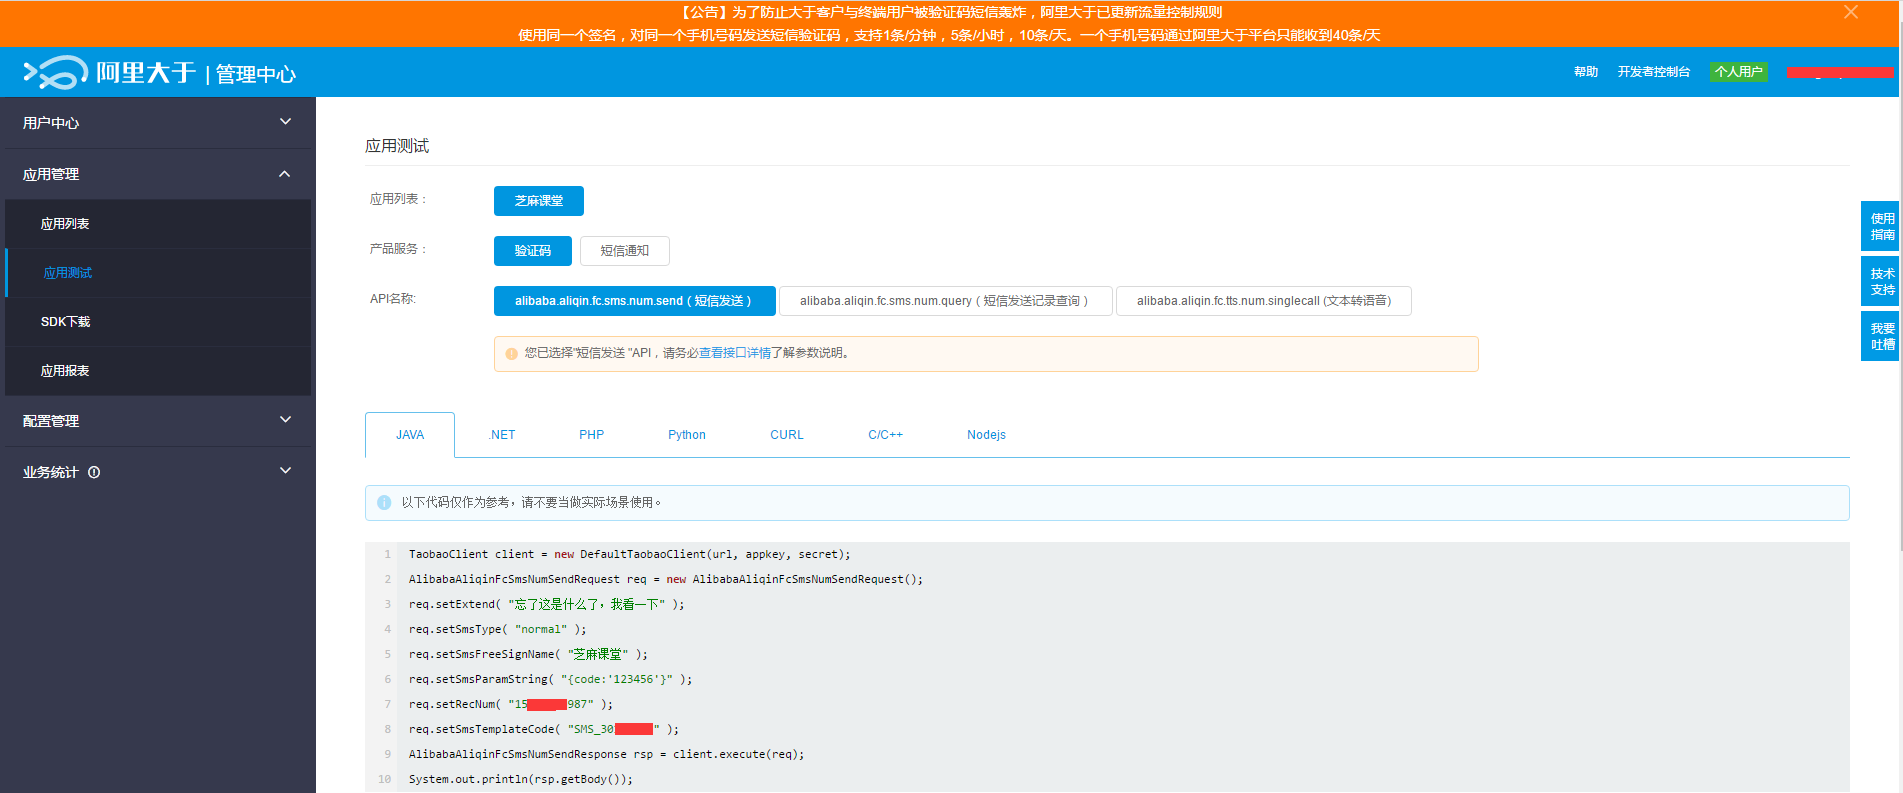 【公告】为了防止大于客户与终端用户被验证码短信轰炸，阿里大于已更新流量控制规则
使用同一个签名，对同一个手机号码发送短信验证码，支持1条/分钟，5条/小时，10条/天。一个手机号码通过阿里大于平台只能收到40条/天
阿里大于 | 管理中心
帮助 开发者控制台 个人用户
用户中心
应用管理
应用列表
应用测试
SDK下载
应用报表
配置管理
业务统计
应用测试
应用列表： 芝麻课堂
产品服务： 验证码 短信通知
API名称: alibaba.aliqin.fc.sms.num.send（短信发送） alibaba.aliqin.fc.sms.num.query（短信发送记录查询） alibaba.aliqin.fc.tts.num.singlecall (文本转语音)
您已选择"短信发送 "API，请务必查看接口详情了解参数说明。
JAVA .NET PHP Python CURL C/C++ Nodejs
以下代码仅作为参考，请不要当做实际场景使用。
1 TaobaoClient client = new DefaultTaobaoClient(url, appkey, secret);
2 AlibabaAliqinFcSmsNumSendRequest req = new AlibabaAliqinFcSmsNumSendRequest();
3 req.setExtend( "忘了这是什么了，我看一下" );
4 req.setSmsType( "normal" );
5 req.setSmsFreeSignName( "芝麻课堂" );
6 req.setSmsParamString( "{code:'123456'}" );
7 req.setRecNum( "15 987" );
8 req.setSmsTemplateCode( "SMS_30 " );
9 AlibabaAliqinFcSmsNumSendResponse rsp = client.execute(req);
10 System.out.println(rsp.getBody());
使用
指南
技术
支持
我要
吐槽